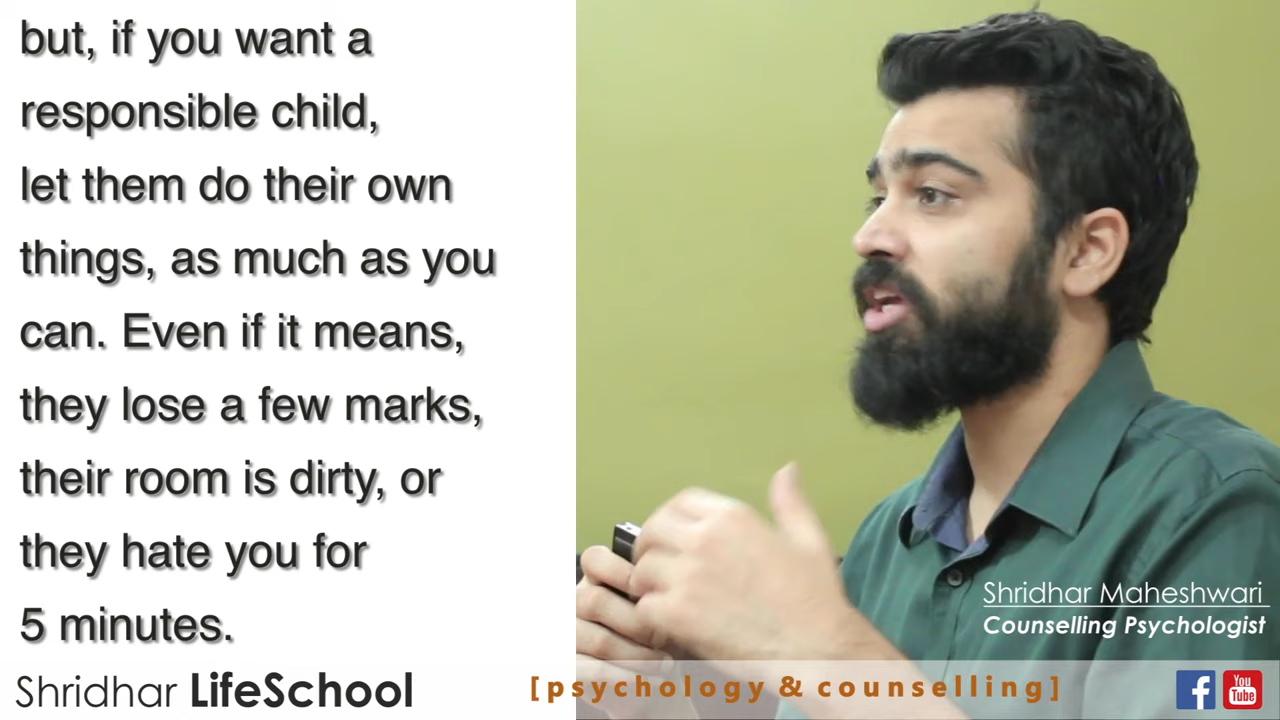 but, if you want a
responsible child,
let them do their own
things, as much as you
can. Even if it means,
they lose a few marks,
their room is dirty, or
they hate you for
5 minutes.
Shridhar Maheshwari
Counselling Psychologist
Shridhar LifeSchool
[psychology & counselling]
f
You
Tube